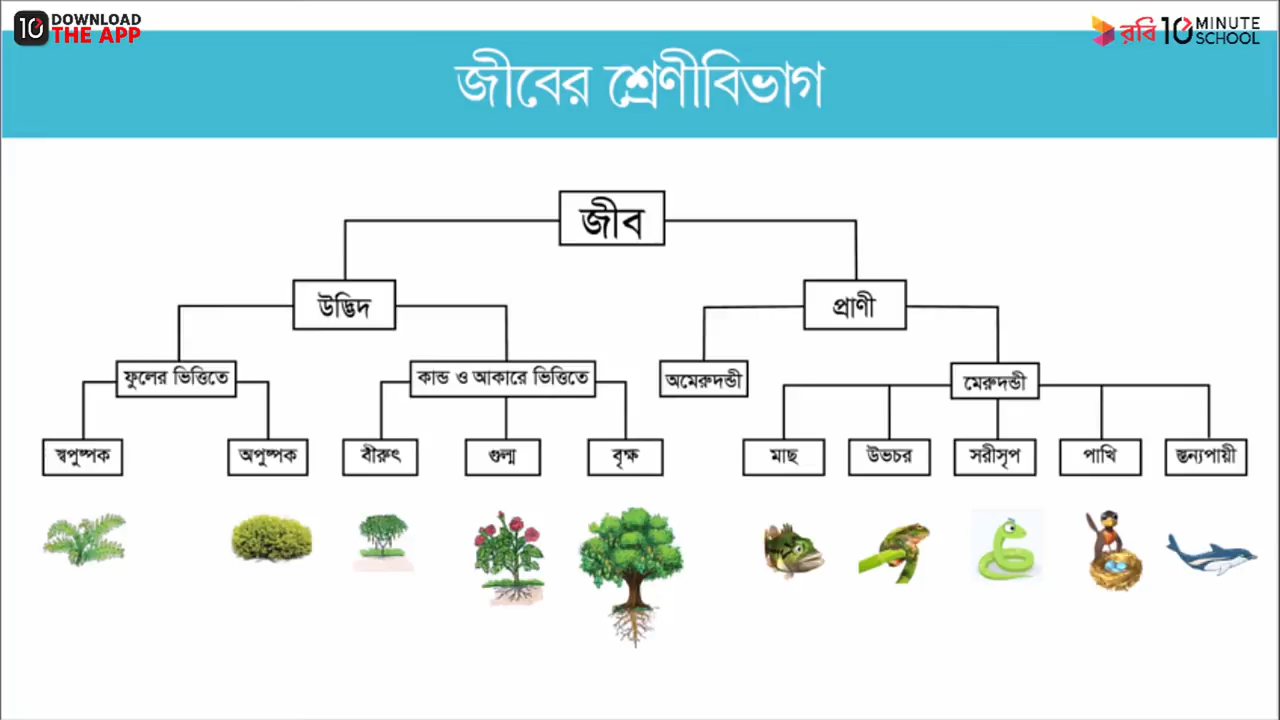 10 DOWNLOAD THE APP
রবি 10 MINUTE SCHOOL
জীবের শ্রেণীবিভাগ
জীব
উদ্ভিদ
প্রাণী
ফুলের ভিত্তিতে
কান্ড ও আকারে ভিত্তিতে
অমেরুদন্ডী
মেরুদন্ডী
স্বপুষ্পক
অপুষ্পক
বীরুৎ
গুল্ম
বৃক্ষ
মাছ
উভচর
সরীসৃপ
পাখি
স্তন্যপায়ী